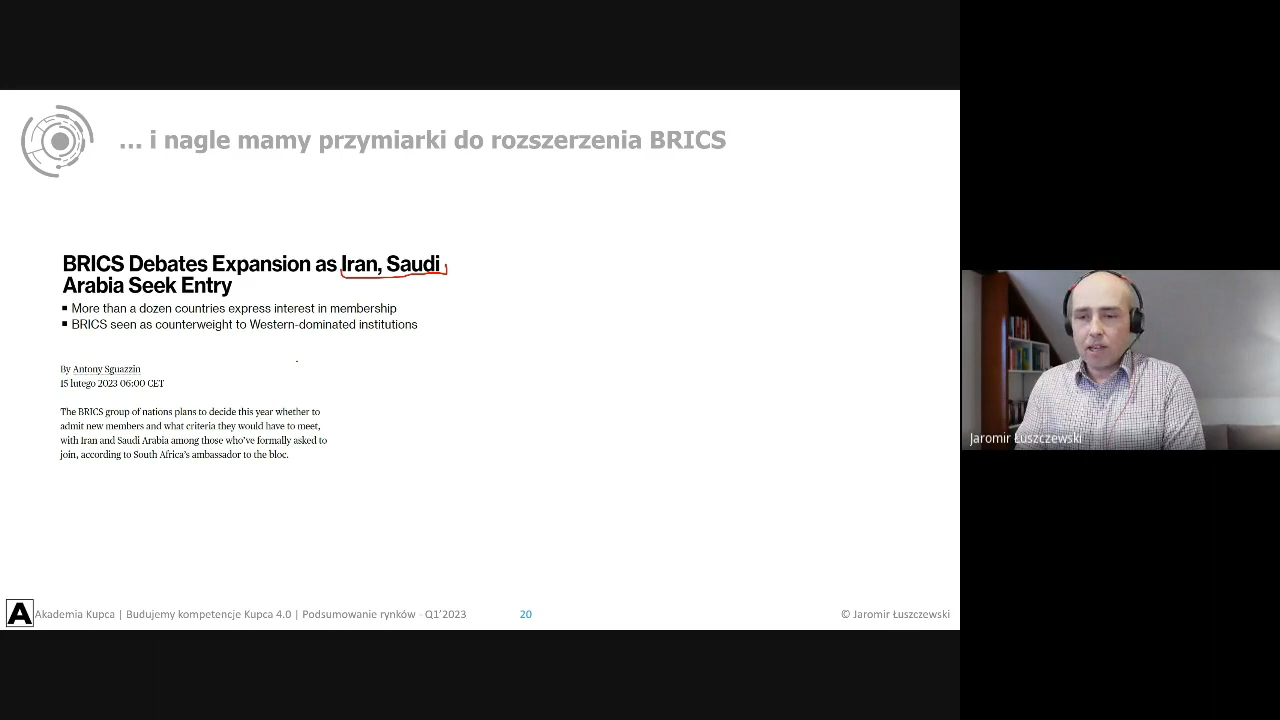 ... i nagle mamy przymiarki do rozszerzenia BRICS
BRICS Debates Expansion as Iran, Saudi
Arabia Seek Entry
More than a dozen countries express interest in membership
BRICS seen as counterweight to Western-dominated institutions
By Antony Sguazzin
15 lutego 2023 06:00 CET
The BRICS group of nations plans to decide this year whether to
admit new members and what criteria they would have to meet,
with Iran and Saudi Arabia among those who've formally asked to
join, according to South Africa's ambassador to the bloc.
Jaromir Łuszczewski
A Akademia Kupca | Budujemy kompetencje Kupca 4.0 | Podsumowanie rynków - Q1'2023 20 © Jaromir Łuszczewski